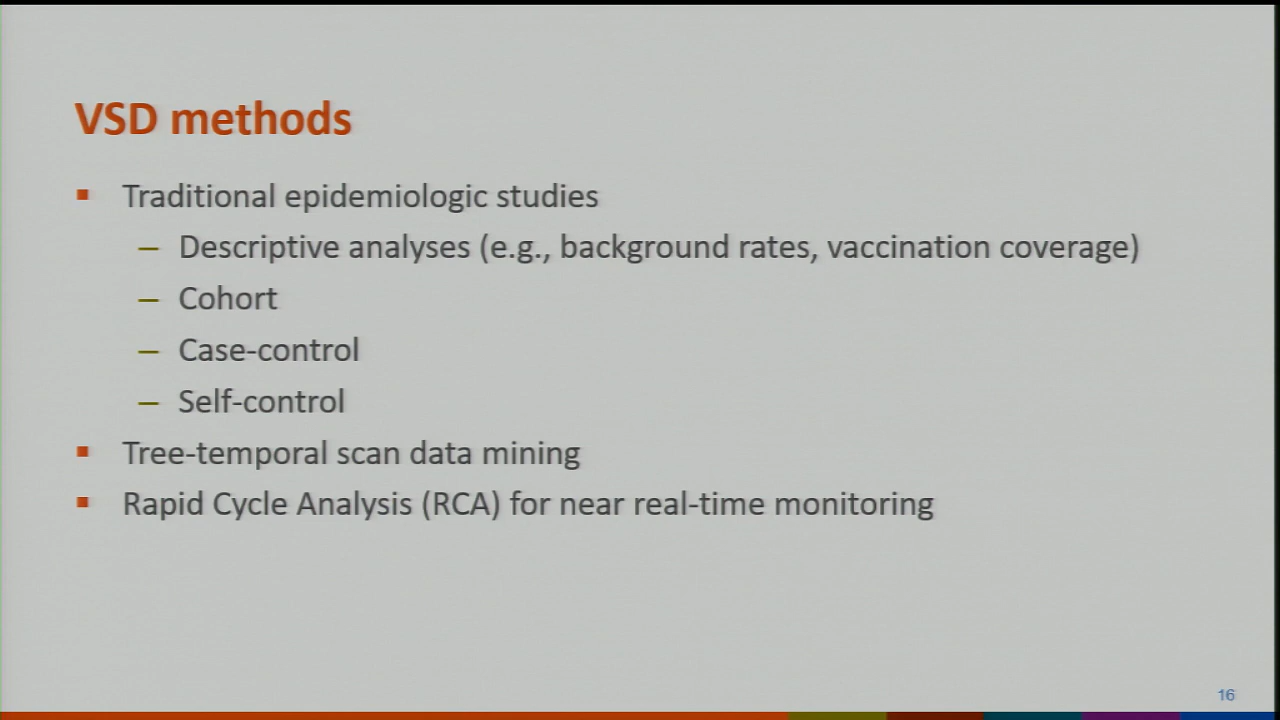 VSD methods
▪ Traditional epidemiologic studies
– Descriptive analyses (e.g., background rates, vaccination coverage)
– Cohort
– Case-control
– Self-control
▪ Tree-temporal scan data mining
▪ Rapid Cycle Analysis (RCA) for near real-time monitoring
16